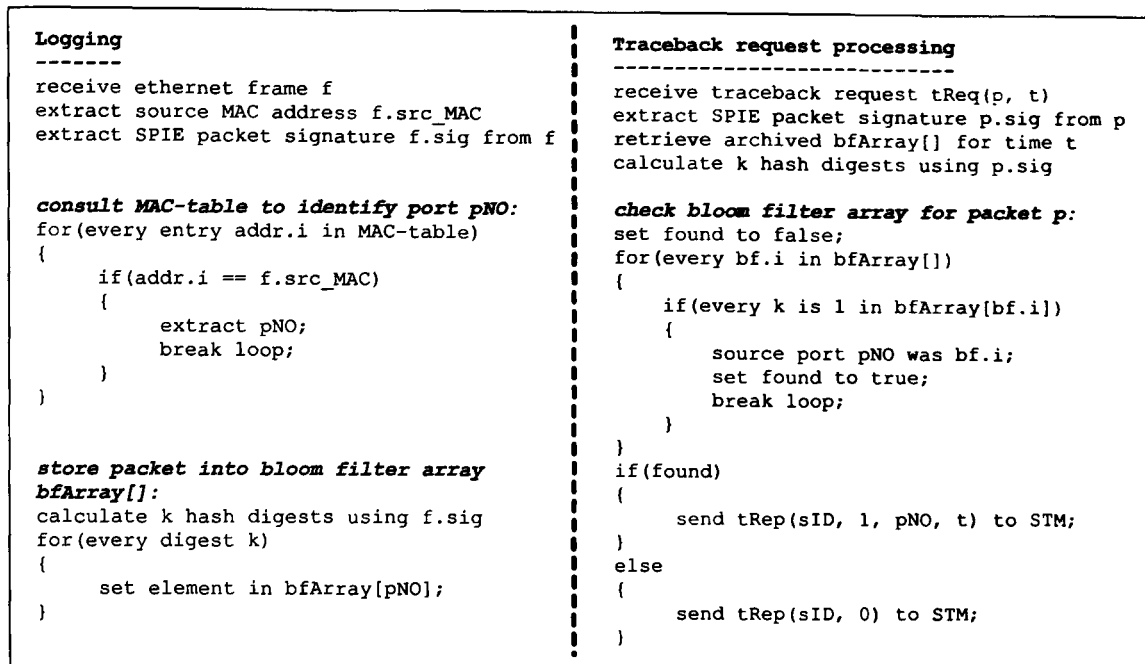 Logging
-------
receive ethernet frame f
extract source MAC address f.src_MAC
extract SPIE packet signature f.sig from f
consult MAC-table to identify port pNO:
for(every entry addr.i in MAC-table)
{
if(addr.i == f.src_MAC)
{
extract pNO;
break loop;
}
}
store packet into bloom filter array
bfArray[]:
calculate k hash digests using f.sig
for(every digest k)
{
set element in bfArray[pNO];
}
Traceback request processing
----------------------------
receive traceback request tReq(p, t)
extract SPIE packet signature p.sig from p
retrieve archived bfArray[] for time t
calculate k hash digests using p.sig
check bloom filter array for packet p:
set found to false;
for(every bf.i in bfArray[])
{
if(every k is 1 in bfArray[bf.i])
{
source port pNO was bf.i;
set found to true;
break loop;
}
}
if(found)
{
send tRep(sID, 1, pNO, t) to STM;
}
else
{
send tRep(sID, 0) to STM;
}